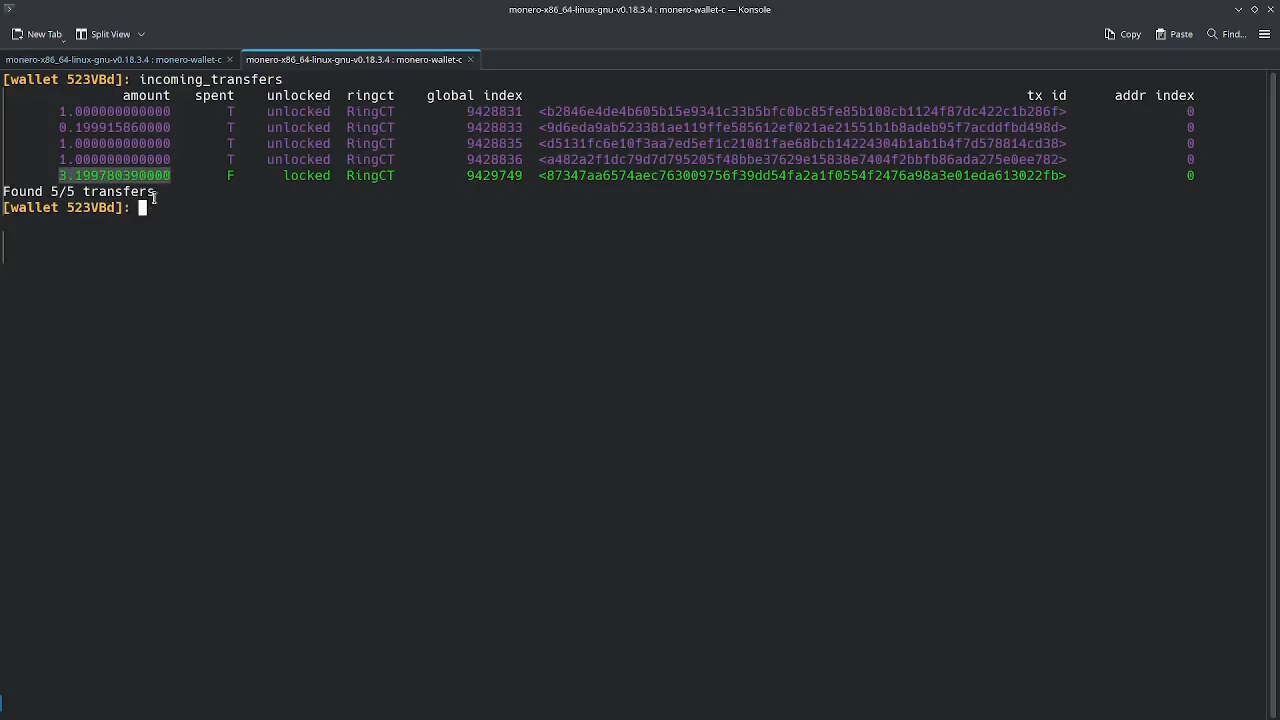 monero-x86_64-linux-gnu-v0.18.3.4 : monero-wallet-c — Konsole
New Tab Split View Copy Paste Find...
monero-x86_64-linux-gnu-v0.18.3.4 : monero-wallet-c monero-x86_64-linux-gnu-v0.18.3.4 : monero-wallet-c
[wallet 523VBd]: incoming_transfers
amount spent unlocked ringct global index tx id addr index
1.000000000000 T unlocked RingCT 9428831 <b2846e4de4b605b15e9341c33b5bfc0bc85fe85b108cb1124f87dc422c1b286f> 0
0.199915860000 T unlocked RingCT 9428833 <9d6eda9ab523381ae119ffe585612ef021ae21551b1b8adeb95f7acddfbd498d> 0
1.000000000000 T unlocked RingCT 9428835 <d5131fc6e10f3aa7ed5ef1c21081fae68bcb14224304b1ab1b4f7d578814cd38> 0
1.000000000000 T unlocked RingCT 9428836 <a482a2f1dc79d7d795205f48bbe37629e15838e7404f2bbfb86ada275e0ee782> 0
3.199780390000 F locked RingCT 9429749 <87347aa6574aec763009756f39dd54fa2a1f0554f2476a98a3e01eda613022fb> 0
Found 5/5 transfers
[wallet 523VBd]: